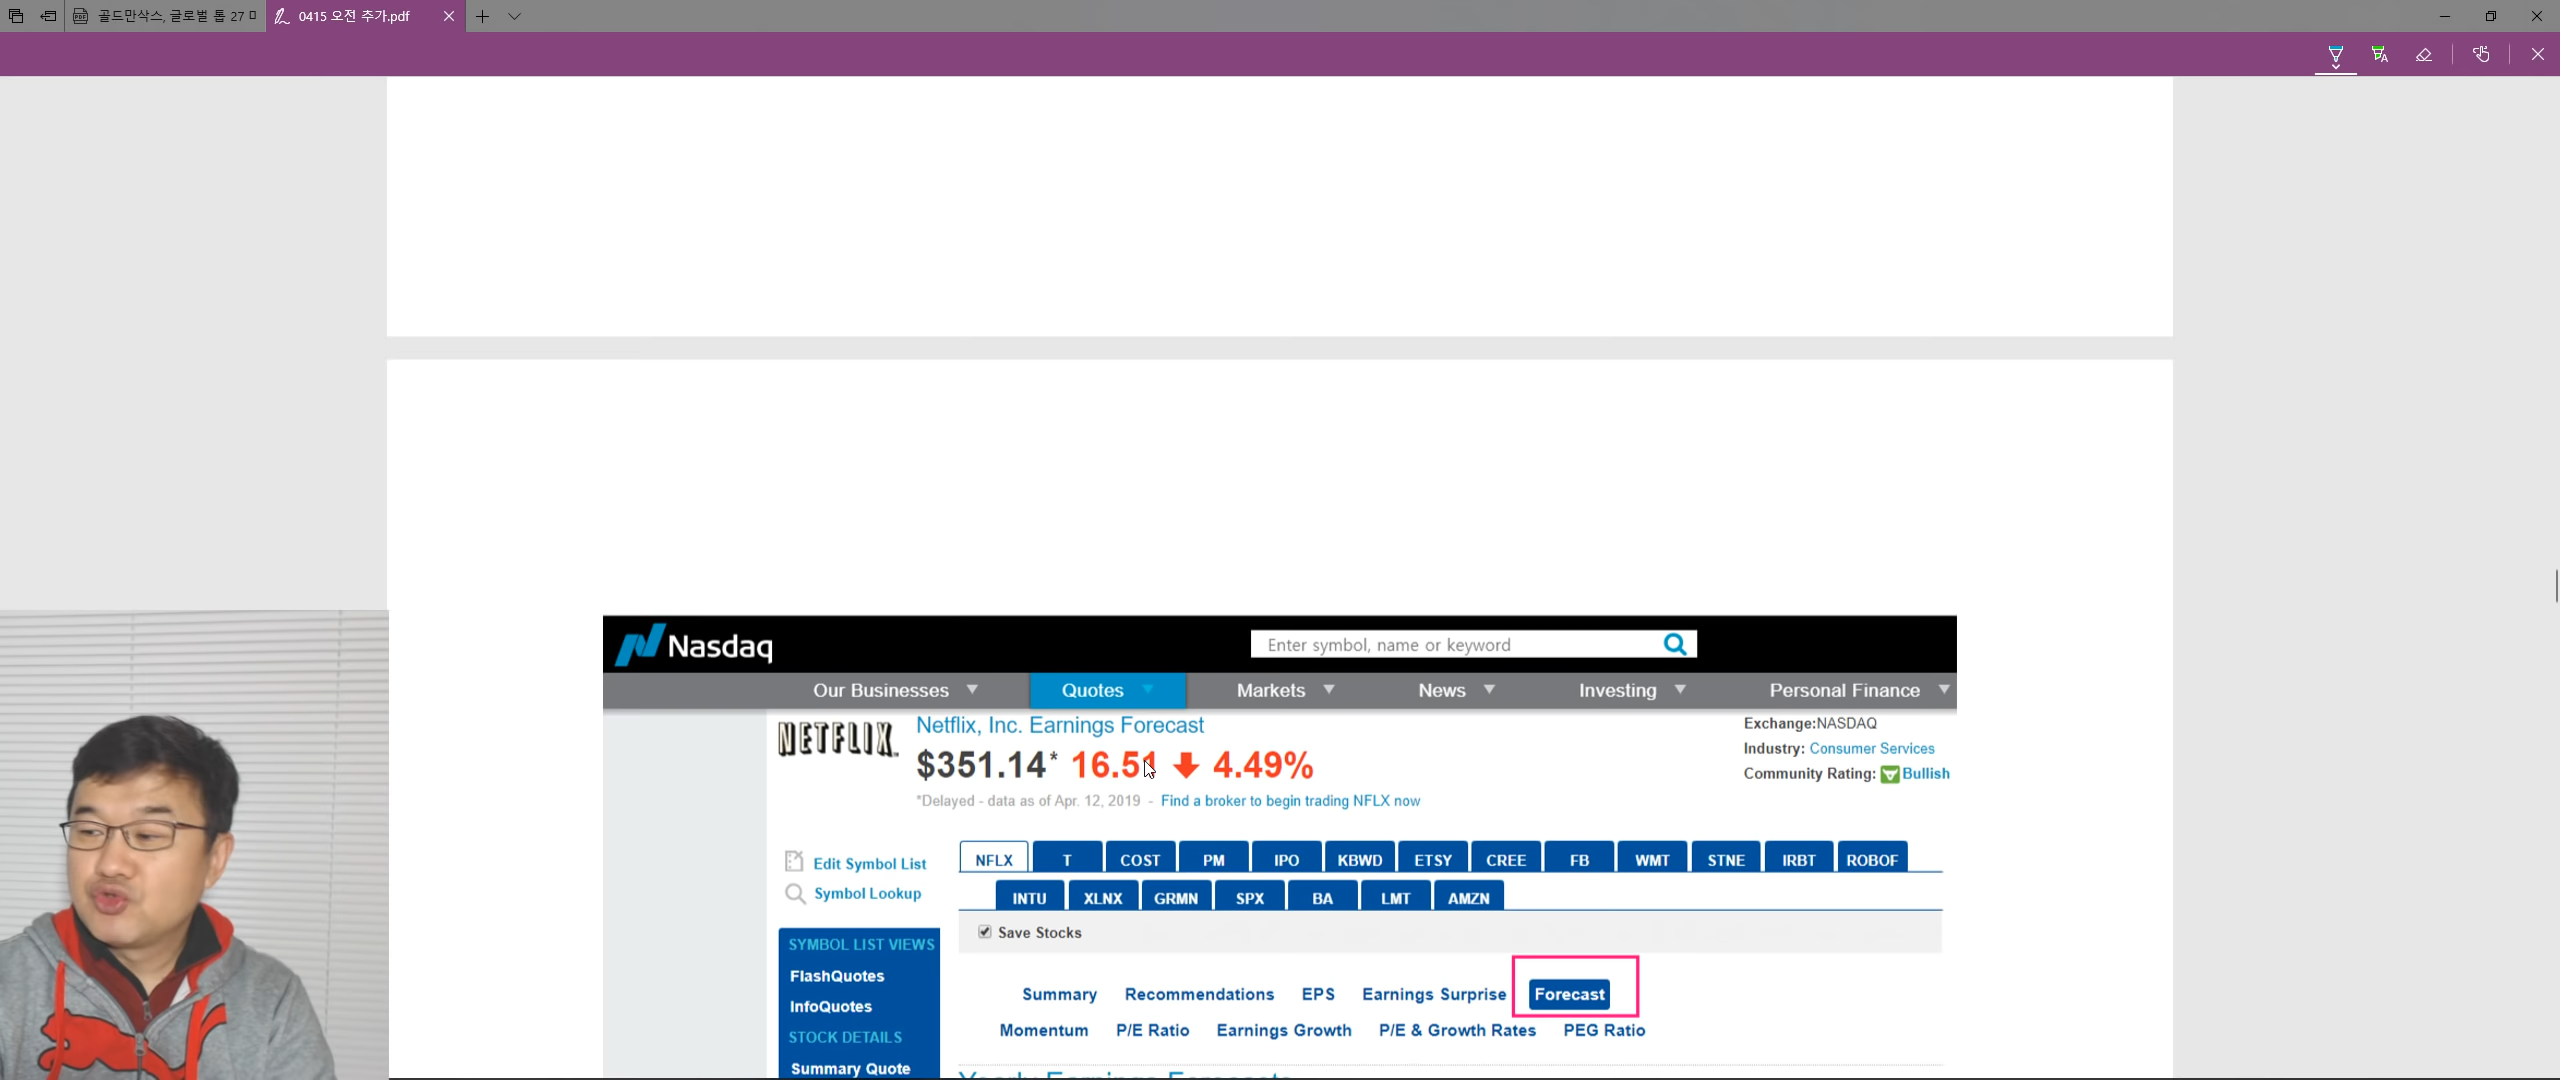 골드만삭스, 글로벌 톱 27
0415 오전 추가.pdf
Nasdaq
Enter symbol, name or keyword
Our Businesses Quotes Markets News Investing Personal Finance
NETFLIX
Netflix, Inc. Earnings Forecast
$351.14* 16.51 4.49%
*Delayed - data as of Apr. 12, 2019 - Find a broker to begin trading NFLX now
Exchange:NASDAQ
Industry: Consumer Services
Community Rating: Bullish
Edit Symbol List
Symbol Lookup
NFLX T COST PM IPO KBWD ETSY CREE FB WMT STNE IRBT ROBOF
INTU XLNX GRMN SPX BA LMT AMZN
Save Stocks
SYMBOL LIST VIEWS
FlashQuotes
InfoQuotes
STOCK DETAILS
Summary Quote
Summary Recommendations EPS Earnings Surprise Forecast
Momentum P/E Ratio Earnings Growth P/E & Growth Rates PEG Ratio
Yearly Earnings Forecasts